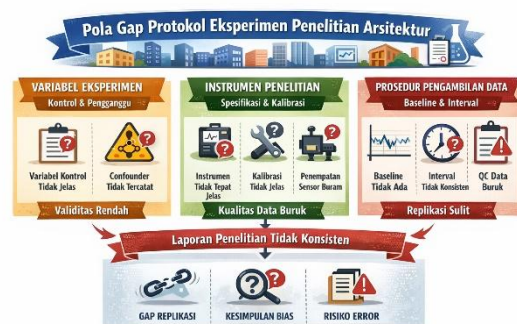 Pola Gap Protokol Eksperimen Penelitian Arsitektur
VARIABEL EKSPERIMEN
Kontrol & Pengganggu
Variabel Kontrol
Tidak Jelas
Confounder
Tidak Tercatat
Validitas Rendah
INSTRUMEN PENELITIAN
Spesifikasi & Kalibrasi
Instrumen
Tidak Tepat
Jelas
Kalibrasi
Tidak Jelas
Penempatan
Sensor Buram
Kualitas Data Buruk
PROSEDUR PENGAMBILAN DATA
Baseline & Interval
Baseline
Tidak Ada
Interval
Tidak Konsisten
QC Data
Buruk
Replikasi Sulit
Laporan Penelitian Tidak Konsisten
GAP REPLIKASI
KESIMPULAN BIAS
RISIKO ERROR